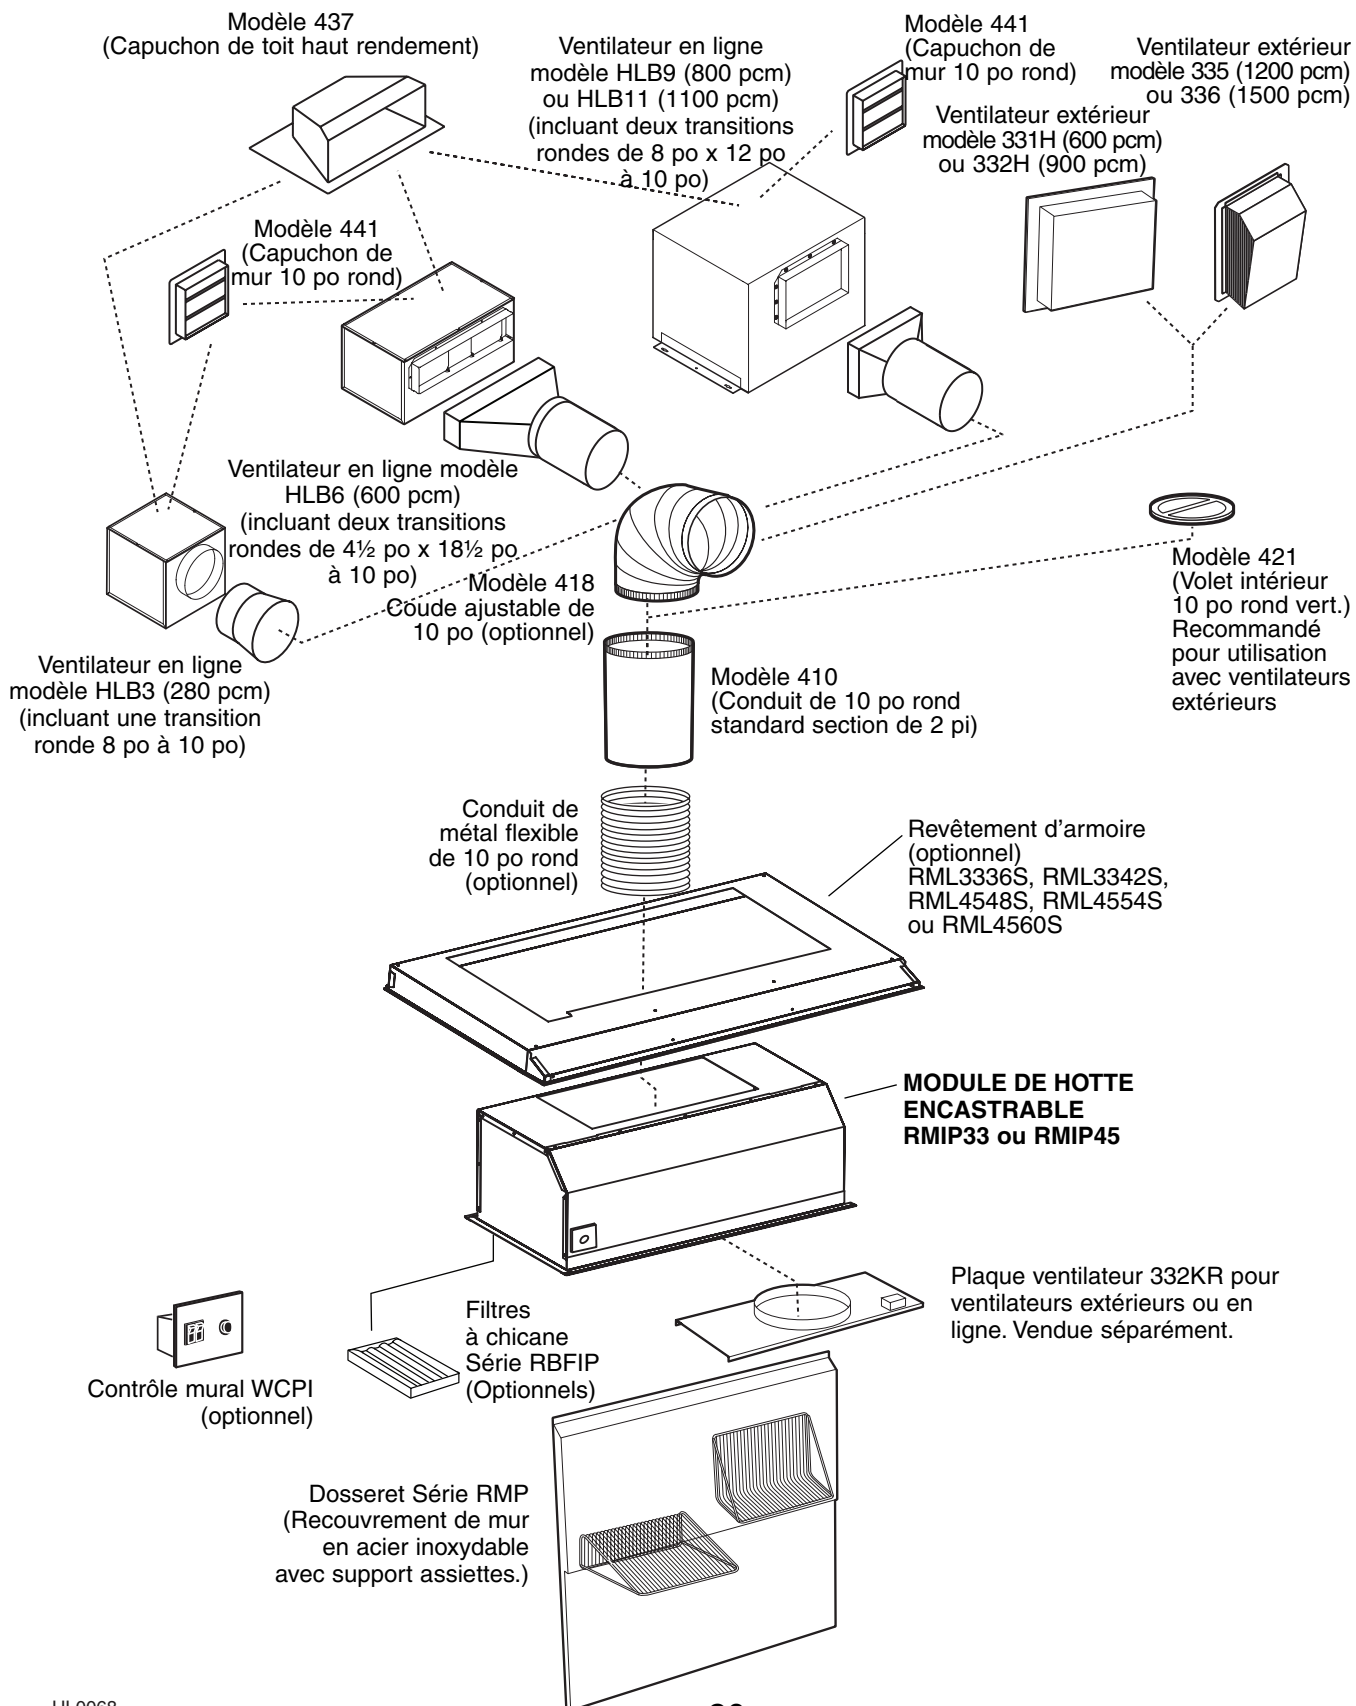 Modèle 437
(Capuchon de toit haut rendement)
Ventilateur en ligne
modèle HLB9 (800 pcm)
ou HLB11 (1100 pcm)
(incluant deux transitions
rondes de 8 po x 12 po
à 10 po)
Modèle 441
(Capuchon de
mur 10 po rond)
Ventilateur extérieur
modèle 335 (1200 pcm)
ou 336 (1500 pcm)
Ventilateur extérieur
modèle 331H (600 pcm)
ou 332H (900 pcm)
Modèle 441
(Capuchon de
mur 10 po rond)
Ventilateur en ligne modèle
HLB6 (600 pcm)
(incluant deux transitions
rondes de 4½ po x 18½ po
à 10 po)
Modèle 418
Coude ajustable de
10 po (optionnel)
Modèle 421
(Volet intérieur
10 po rond vert.)
Recommandé
pour utilisation
avec ventilateurs
extérieurs
Ventilateur en ligne
modèle HLB3 (280 pcm)
(incluant une transition
ronde 8 po à 10 po)
Modèle 410
(Conduit de 10 po rond
standard section de 2 pi)
Conduit de
métal flexible
de 10 po rond
(optionnel)
Revêtement d’armoire
(optionnel)
RML3336S, RML3342S,
RML4548S, RML4554S
ou RML4560S
MODULE DE HOTTE
ENCASTRABLE
RMIP33 ou RMIP45
Plaque ventilateur 332KR pour
ventilateurs extérieurs ou en
ligne. Vendue séparément.
Filtres
à chicane
Série RBFIP
(Optionnels)
Contrôle mural WCPI
(optionnel)
Dosseret Série RMP
(Recouvrement de mur
en acier inoxydable
avec support assiettes.)